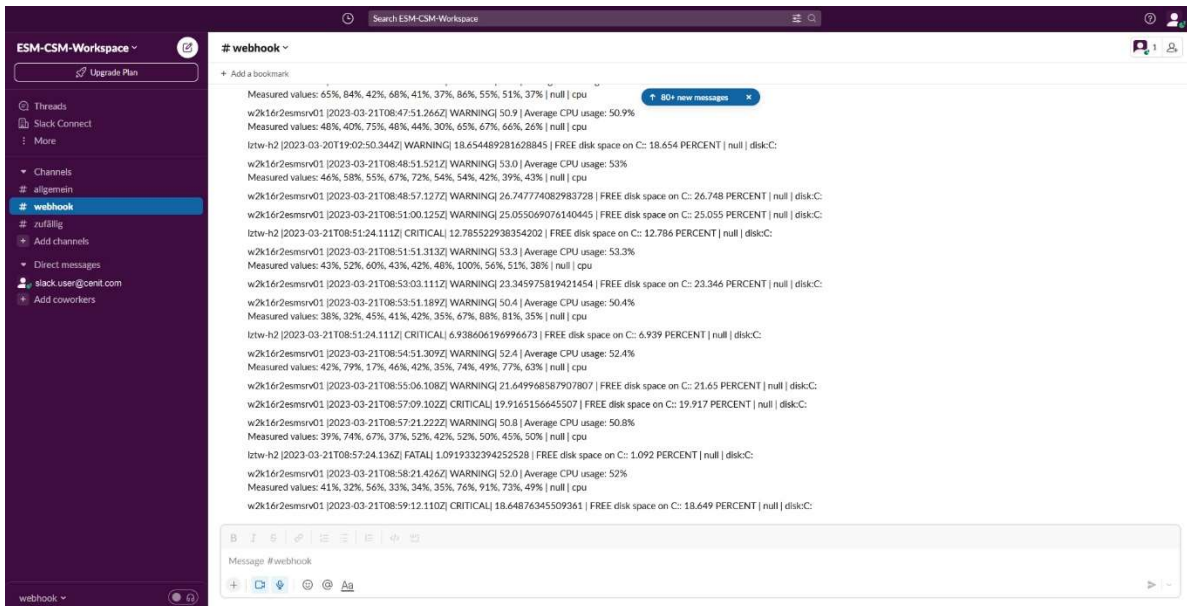 Search ESM-CSM-Workspace
ESM-CSM-Workspace
Upgrade Plan
Threads
Slack Connect
More
Channels
# allgemein
# webhook
# zufällig
+ Add channels
Direct messages
slack.user@cenit.com
+ Add coworkers
webhook
# webhook
1
+ Add a bookmark
80+ new messages
Measured values: 65%, 84%, 42%, 68%, 41%, 37%, 86%, 55%, 51%, 37% | null | cpu
w2k16r2esmsrv01 |2023-03-21T08:47:51.266Z| WARNING| 50.9 | Average CPU usage: 50.9%
Measured values: 48%, 40%, 75%, 48%, 44%, 30%, 65%, 67%, 66%, 26% | null | cpu
lztw-h2 |2023-03-20T19:02:50.344Z| WARNING| 18.654489281628845 | FREE disk space on C:: 18.654 PERCENT | null | disk:C:
w2k16r2esmsrv01 |2023-03-21T08:48:51.521Z| WARNING| 53.0 | Average CPU usage: 53%
Measured values: 46%, 58%, 55%, 67%, 72%, 54%, 54%, 42%, 39%, 43% | null | cpu
w2k16r2esmsrv01 |2023-03-21T08:48:57.127Z| WARNING| 26.747774082983728 | FREE disk space on C:: 26.748 PERCENT | null | disk:C:
w2k16r2esmsrv01 |2023-03-21T08:51:00.125Z| WARNING| 25.055069076140445 | FREE disk space on C:: 25.055 PERCENT | null | disk:C:
lztw-h2 |2023-03-21T08:51:24.111Z| CRITICAL| 12.785522938354202 | FREE disk space on C:: 12.786 PERCENT | null | disk:C:
w2k16r2esmsrv01 |2023-03-21T08:51:51.313Z| WARNING| 53.3 | Average CPU usage: 53.3%
Measured values: 43%, 52%, 60%, 43%, 42%, 48%, 100%, 56%, 51%, 38% | null | cpu
w2k16r2esmsrv01 |2023-03-21T08:53:03.111Z| WARNING| 23.345975819421454 | FREE disk space on C:: 23.346 PERCENT | null | disk:C:
w2k16r2esmsrv01 |2023-03-21T08:53:51.189Z| WARNING| 50.4 | Average CPU usage: 50.4%
Measured values: 38%, 32%, 45%, 41%, 42%, 35%, 67%, 88%, 81%, 35% | null | cpu
lztw-h2 |2023-03-21T08:51:24.111Z| CRITICAL| 6.938606196996673 | FREE disk space on C:: 6.939 PERCENT | null | disk:C:
w2k16r2esmsrv01 |2023-03-21T08:54:51.309Z| WARNING| 52.4 | Average CPU usage: 52.4%
Measured values: 42%, 79%, 17%, 46%, 42%, 35%, 74%, 49%, 77%, 63% | null | cpu
w2k16r2esmsrv01 |2023-03-21T08:55:06.108Z| WARNING| 21.649968587907807 | FREE disk space on C:: 21.65 PERCENT | null | disk:C:
w2k16r2esmsrv01 |2023-03-21T08:57:09.102Z| CRITICAL| 19.9165156645507 | FREE disk space on C:: 19.917 PERCENT | null | disk:C:
w2k16r2esmsrv01 |2023-03-21T08:57:21.222Z| WARNING| 50.8 | Average CPU usage: 50.8%
Measured values: 39%, 74%, 67%, 37%, 52%, 42%, 52%, 50%, 45%, 50% | null | cpu
lztw-h2 |2023-03-21T08:57:24.136Z| FATAL| 1.0919332394252528 | FREE disk space on C:: 1.092 PERCENT | null | disk:C:
w2k16r2esmsrv01 |2023-03-21T08:58:21.426Z| WARNING| 52.0 | Average CPU usage: 52%
Measured values: 41%, 32%, 56%, 33%, 34%, 35%, 76%, 91%, 73%, 49% | null | cpu
w2k16r2esmsrv01 |2023-03-21T08:59:12.110Z| CRITICAL| 18.64876345509361 | FREE disk space on C:: 18.649 PERCENT | null | disk:C:
B I S
Message #webhook
+ @ Aa